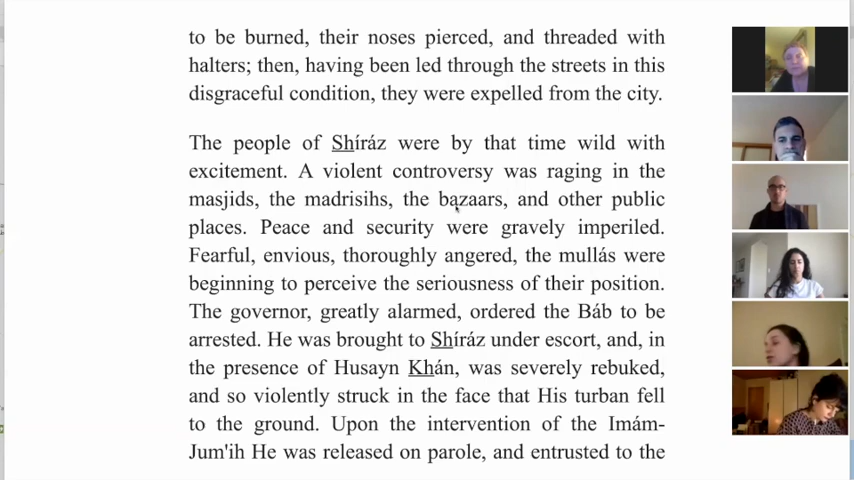 to be burned, their noses pierced, and threaded with
halters; then, having been led through the streets in this
disgraceful condition, they were expelled from the city.
The people of Shíráz were by that time wild with
excitement. A violent controversy was raging in the
masjids, the madrisihs, the bazaars, and other public
places. Peace and security were gravely imperiled.
Fearful, envious, thoroughly angered, the mullás were
beginning to perceive the seriousness of their position.
The governor, greatly alarmed, ordered the Báb to be
arrested. He was brought to Shíráz under escort, and, in
the presence of Husayn Khán, was severely rebuked,
and so violently struck in the face that His turban fell
to the ground. Upon the intervention of the Imám-
Jum'ih He was released on parole, and entrusted to the